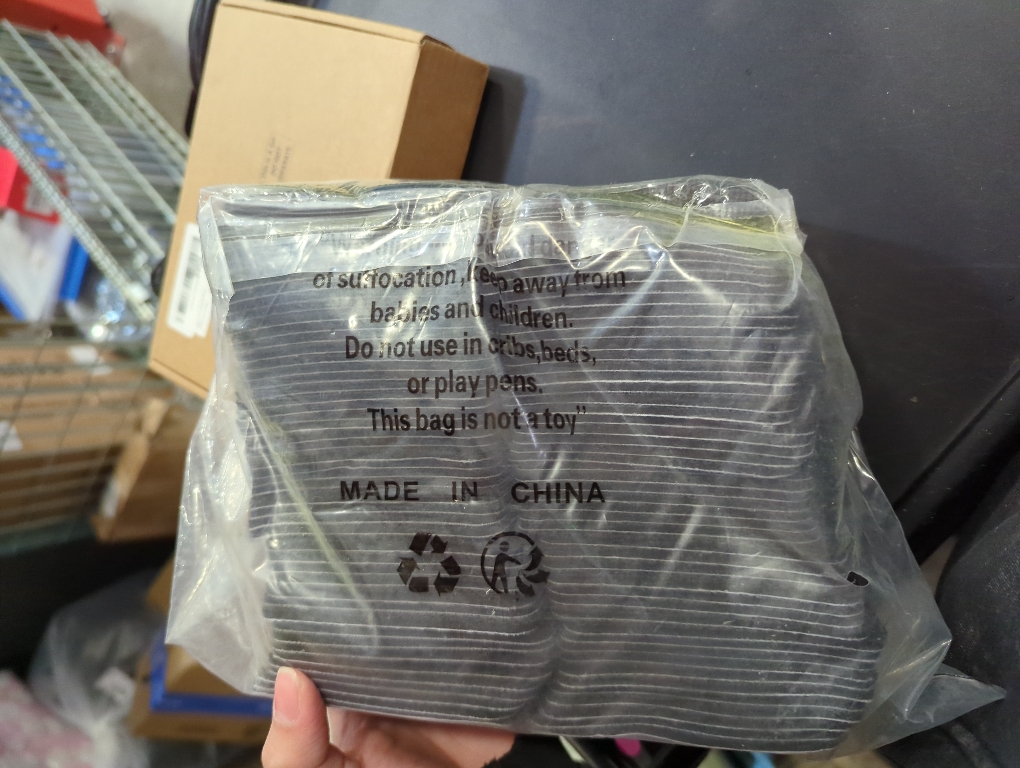 of suffocation ,Keep away from
babies and children.
Do not use in cribs,beds,
or play pens.
This bag is not a toy”
MADE IN CHINA